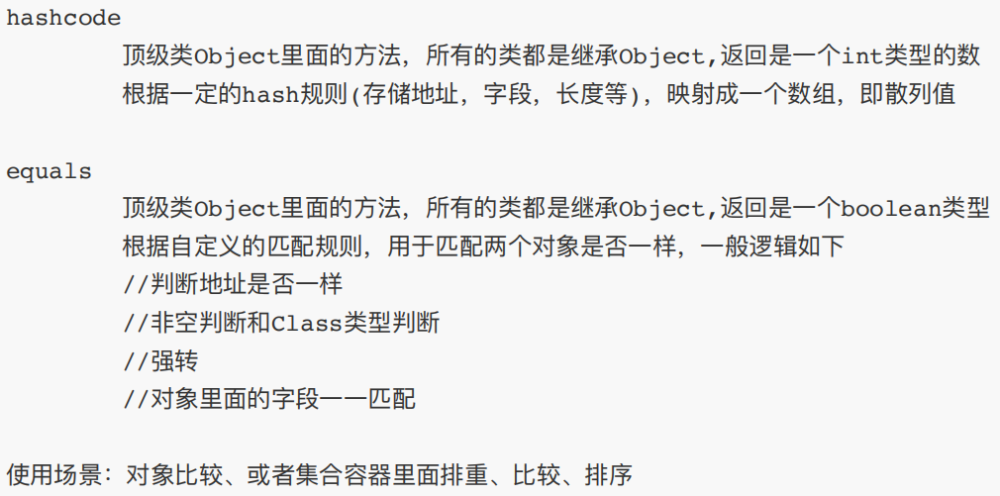 hashcode
顶级类Object里面的方法，所有的类都是继承Object,返回是一个int类型的数
根据一定的hash规则(存储地址，字段，长度等)，映射成一个数组，即散列值
equals
顶级类Object里面的方法，所有的类都是继承Object,返回是一个boolean类型
根据自定义的匹配规则，用于匹配两个对象是否一样，一般逻辑如下
//判断地址是否一样
//非空判断和Class类型判断
//强转
//对象里面的字段一一匹配
使用场景：对象比较、或者集合容器里面排重、比较、排序